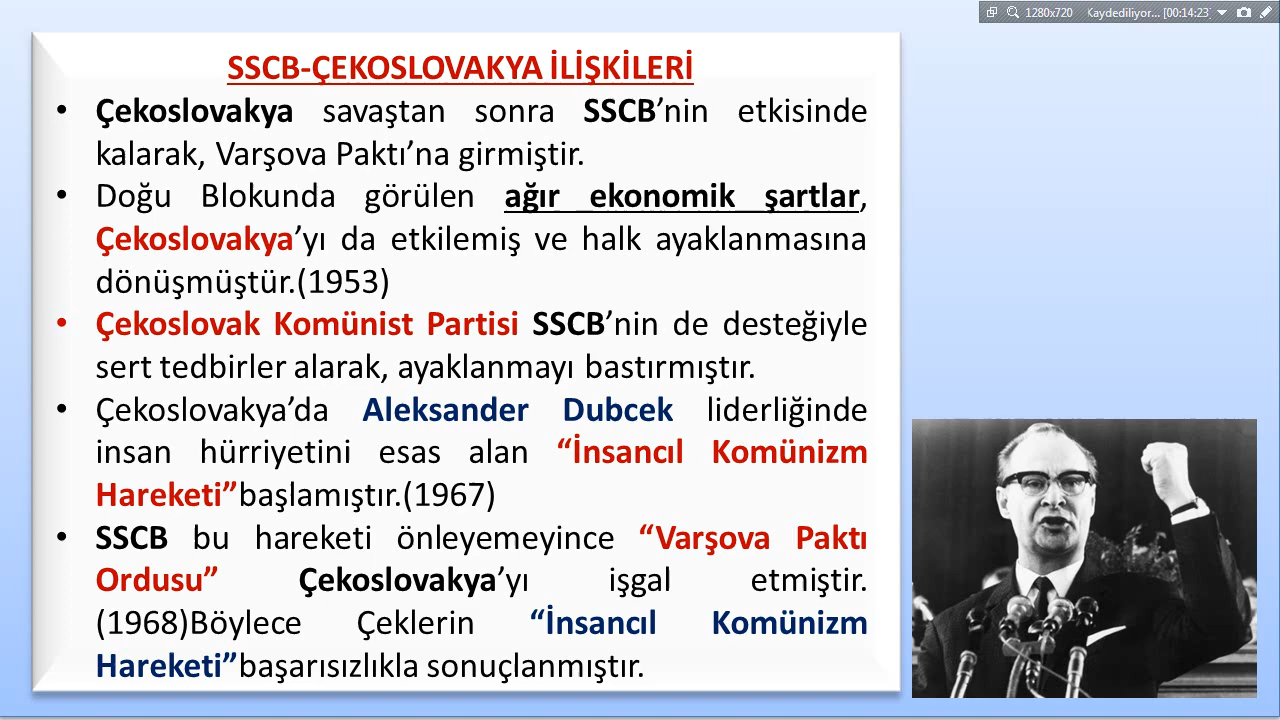 1280x720 Kaydediliyor... [00:14:23]
SSCB-ÇEKOSLOVAKYA İLİŞKİLERİ
• Çekoslovakya savaştan sonra SSCB’nin etkisinde
kalarak, Varşova Paktı’na girmiştir.
• Doğu Blokunda görülen ağır ekonomik şartlar,
Çekoslovakya’yı da etkilemiş ve halk ayaklanmasına
dönüşmüştür.(1953)
• Çekoslovak Komünist Partisi SSCB’nin de desteğiyle
sert tedbirler alarak, ayaklanmayı bastırmıştır.
• Çekoslovakya’da Aleksander Dubcek liderliğinde
insan hürriyetini esas alan “İnsancıl Komünizm
Hareketi”başlamıştır.(1967)
• SSCB bu hareketi önleyemeyince “Varşova Paktı
Ordusu” Çekoslovakya’yı işgal etmiştir.
(1968)Böylece Çeklerin “İnsancıl Komünizm
Hareketi”başarısızlıkla sonuçlanmıştır.